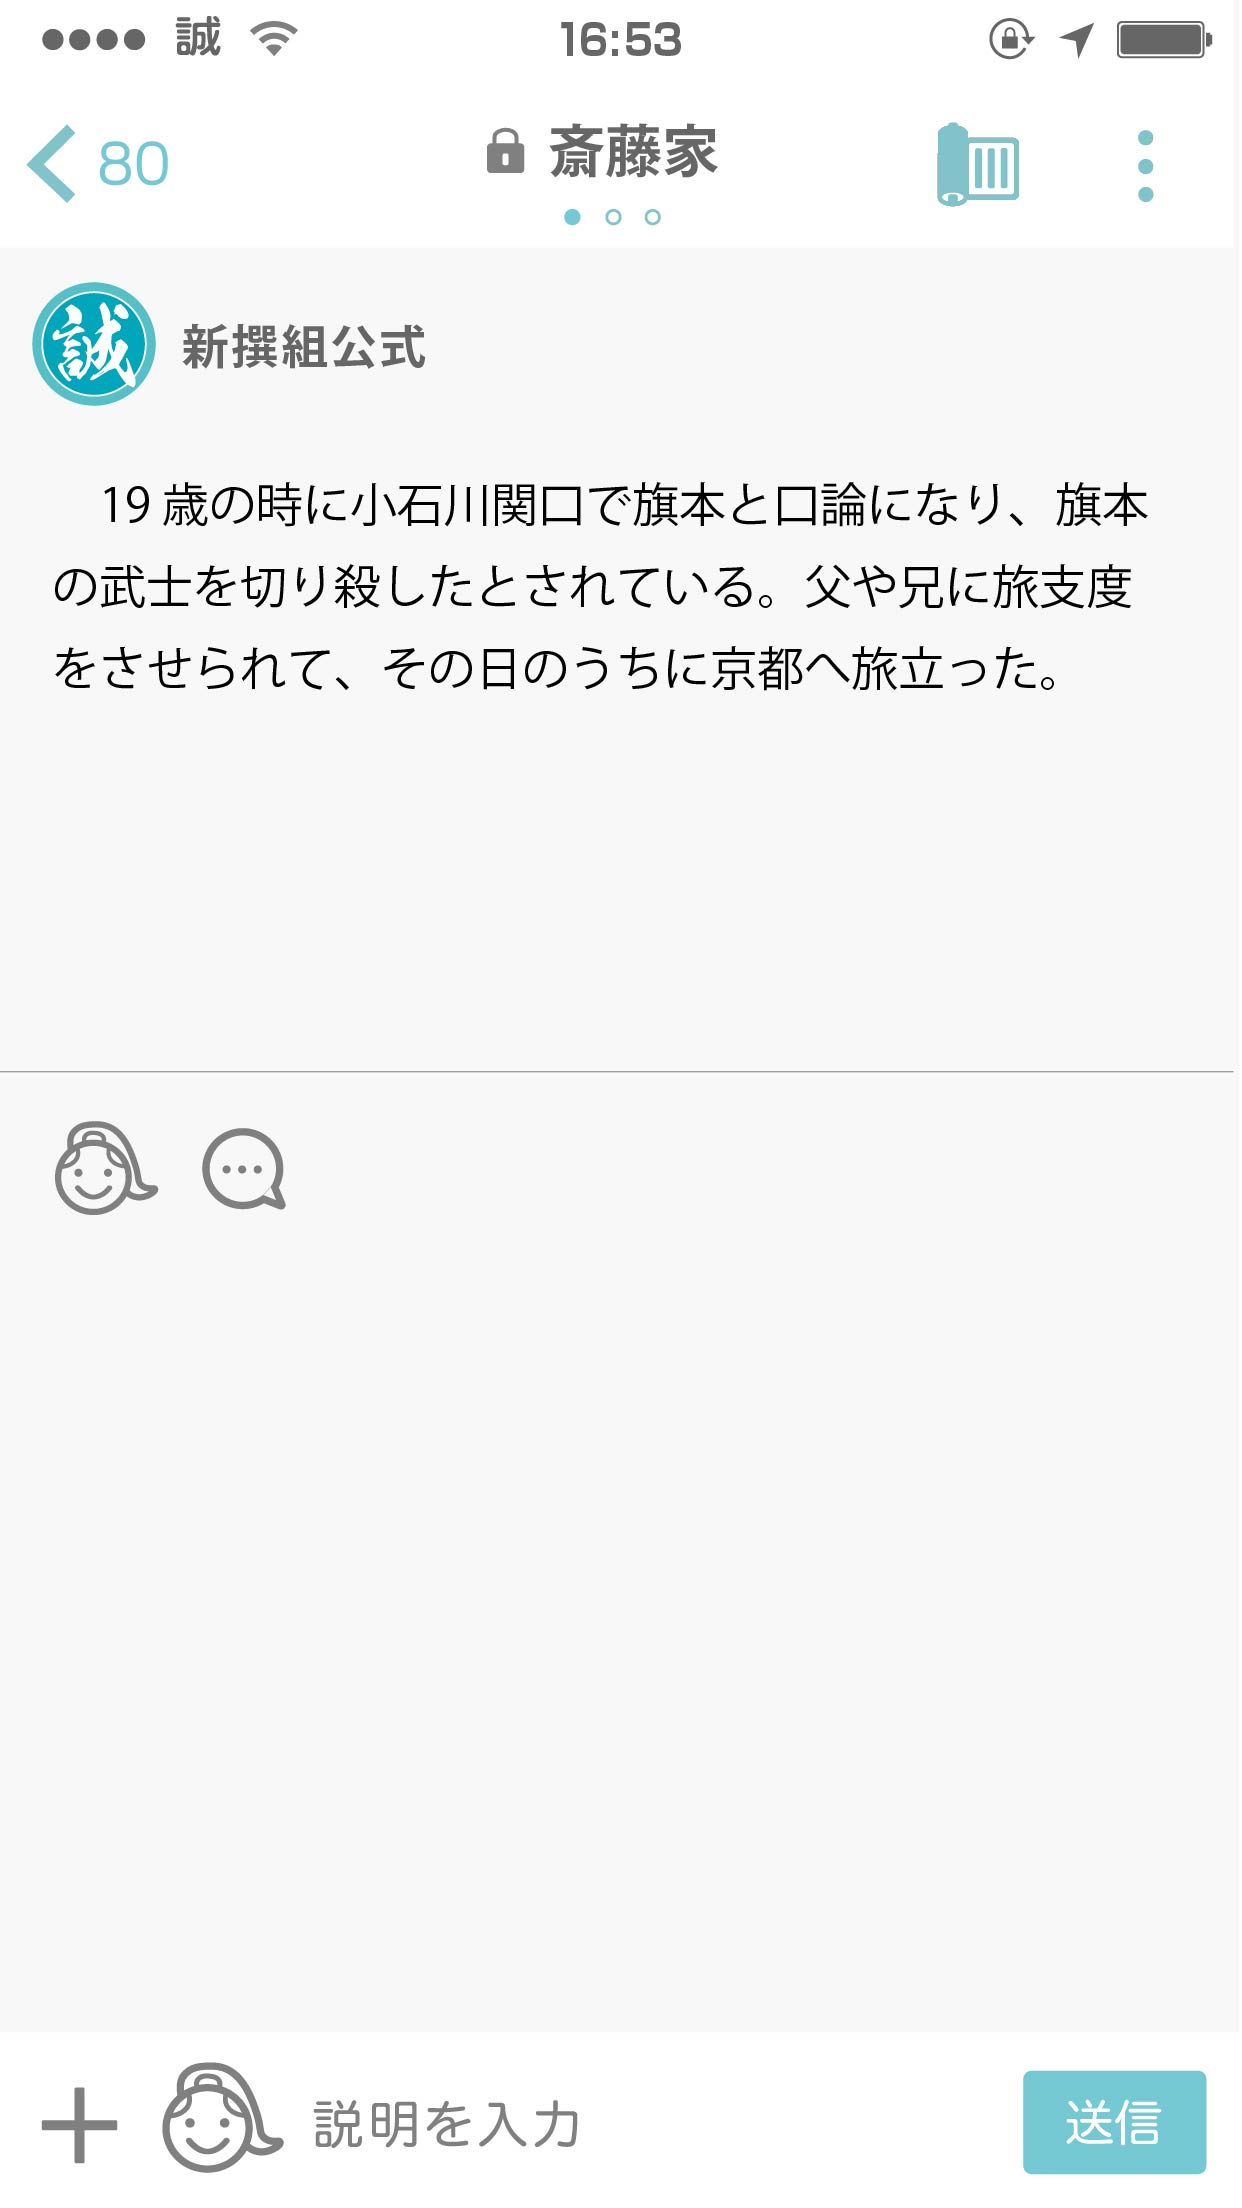 誠
16:53
80
斎藤家
誠
新撰組公式
　19歳の時に小石川関口で旗本と口論になり、旗本
の武士を切り殺したとされている。父や兄に旅支度
をさせられて、その日のうちに京都へ旅立った。
説明を入力
送信